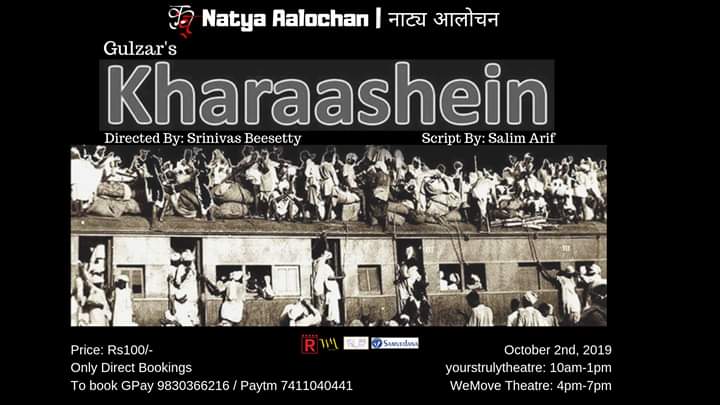 Natya Aalochan | नाट्य आलोचन
Gulzar's
Kharaashein
Directed By: Srinivas Beesetty
Script By: Salim Arif
Price: Rs100/-
Only Direct Bookings
To book GPay 9830366216 / Paytm 7411040441
R
SAMVEDANA
October 2nd, 2019
yourstrulytheatre: 10am-1pm
WeMove Theatre: 4pm-7pm